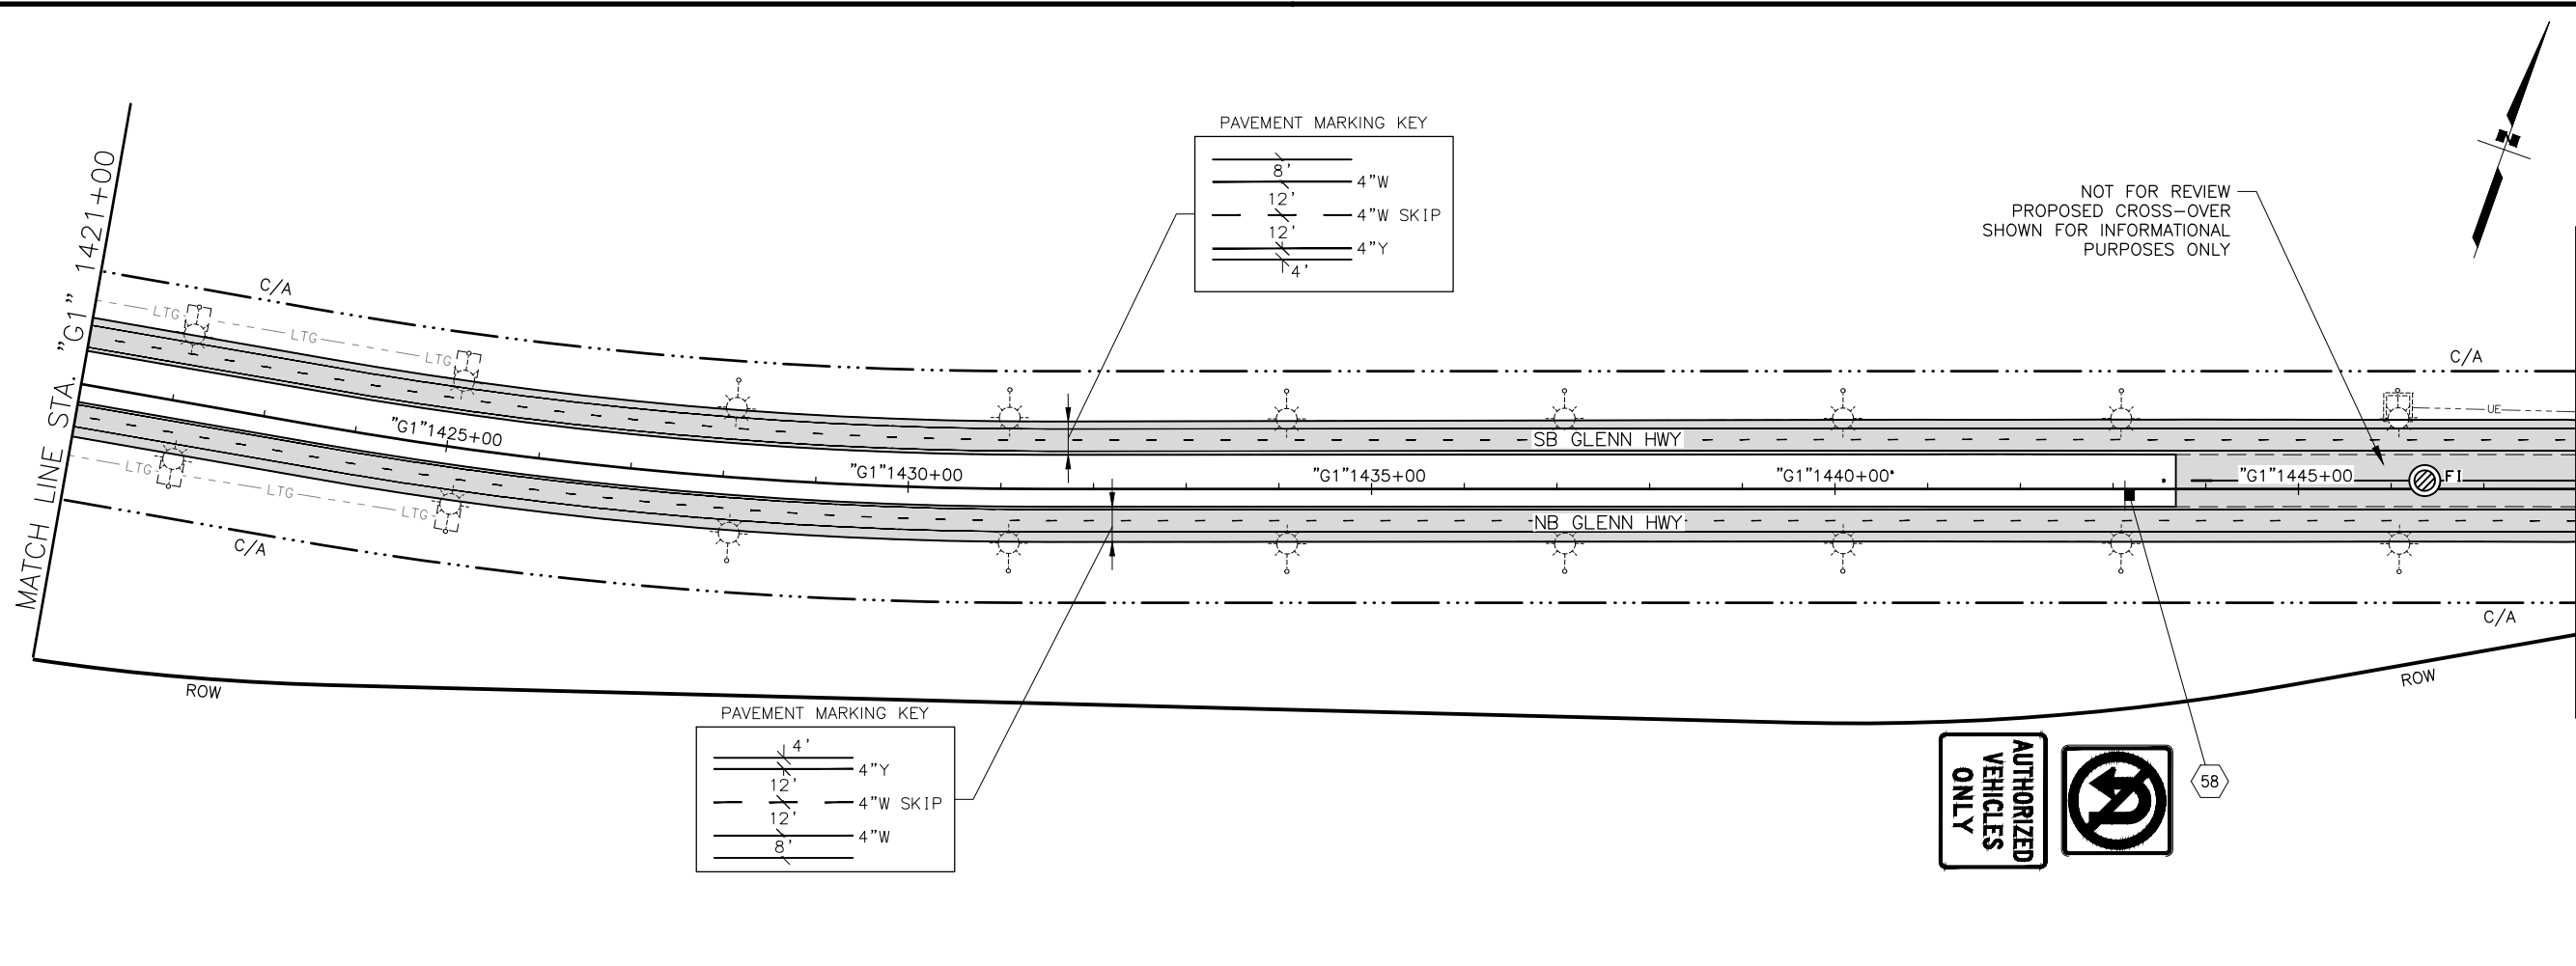 MATCH LINE STA. "G1" 1421+00
C/A
LTG
LTG
LTG
PAVEMENT MARKING KEY
8'
4"W
12'
4"W SKIP
12'
4"Y
4'
NOT FOR REVIEW
PROPOSED CROSS-OVER
SHOWN FOR INFORMATIONAL
PURPOSES ONLY
C/A
UE
SB GLENN HWY
"G1"1425+00
"G1"1430+00
"G1"1435+00
"G1"1440+00
"G1"1445+00
FI
NB GLENN HWY
LTG
LTG
LTG
C/A
C/A
ROW
ROW
PAVEMENT MARKING KEY
4'
4"Y
12'
4"W SKIP
12'
4"W
8'
AUTHORIZED
VEHICLES
ONLY
58